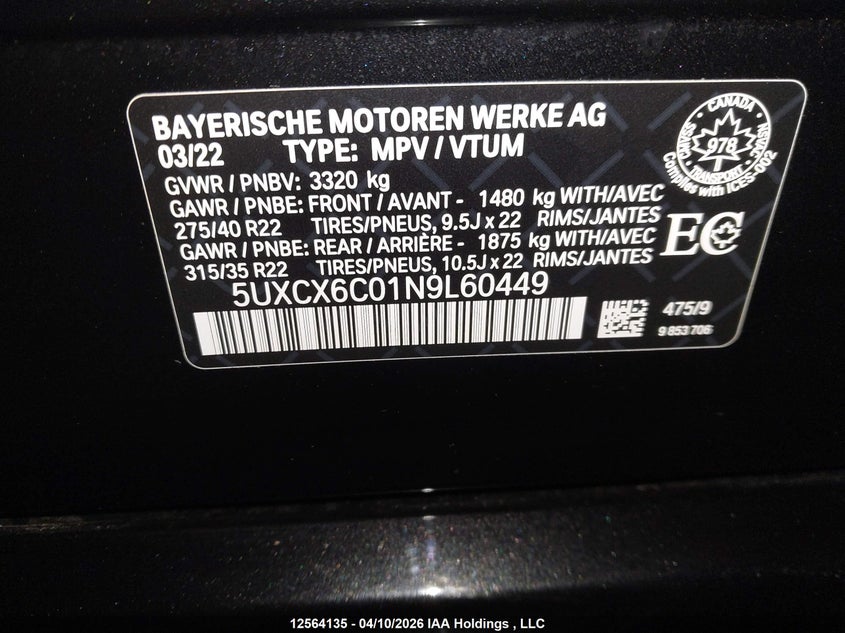 BAYERISCHE MOTOREN WERKE AG
03/22 TYPE: MPV / VTUM
GVWR / PNBV: 3320 kg
GAWR / PNBE: FRONT / AVANT - 1480 kg WITH/AVEC
275/40 R22 TIRES/PNEUS, 9.5J x 22 RIMS/JANTES
GAWR / PNBE: REAR / ARRIÈRE - 1875 kg WITH/AVEC
315/35 R22 TIRES/PNEUS, 10.5J x 22 RIMS/JANTES
5UXCX6C01N9L60449
CANADA
978
TRANSPORT
Complies with ICES-002
EC
475/9
9 853 706
12564135 - 04/10/2026 IAA Holdings , LLC